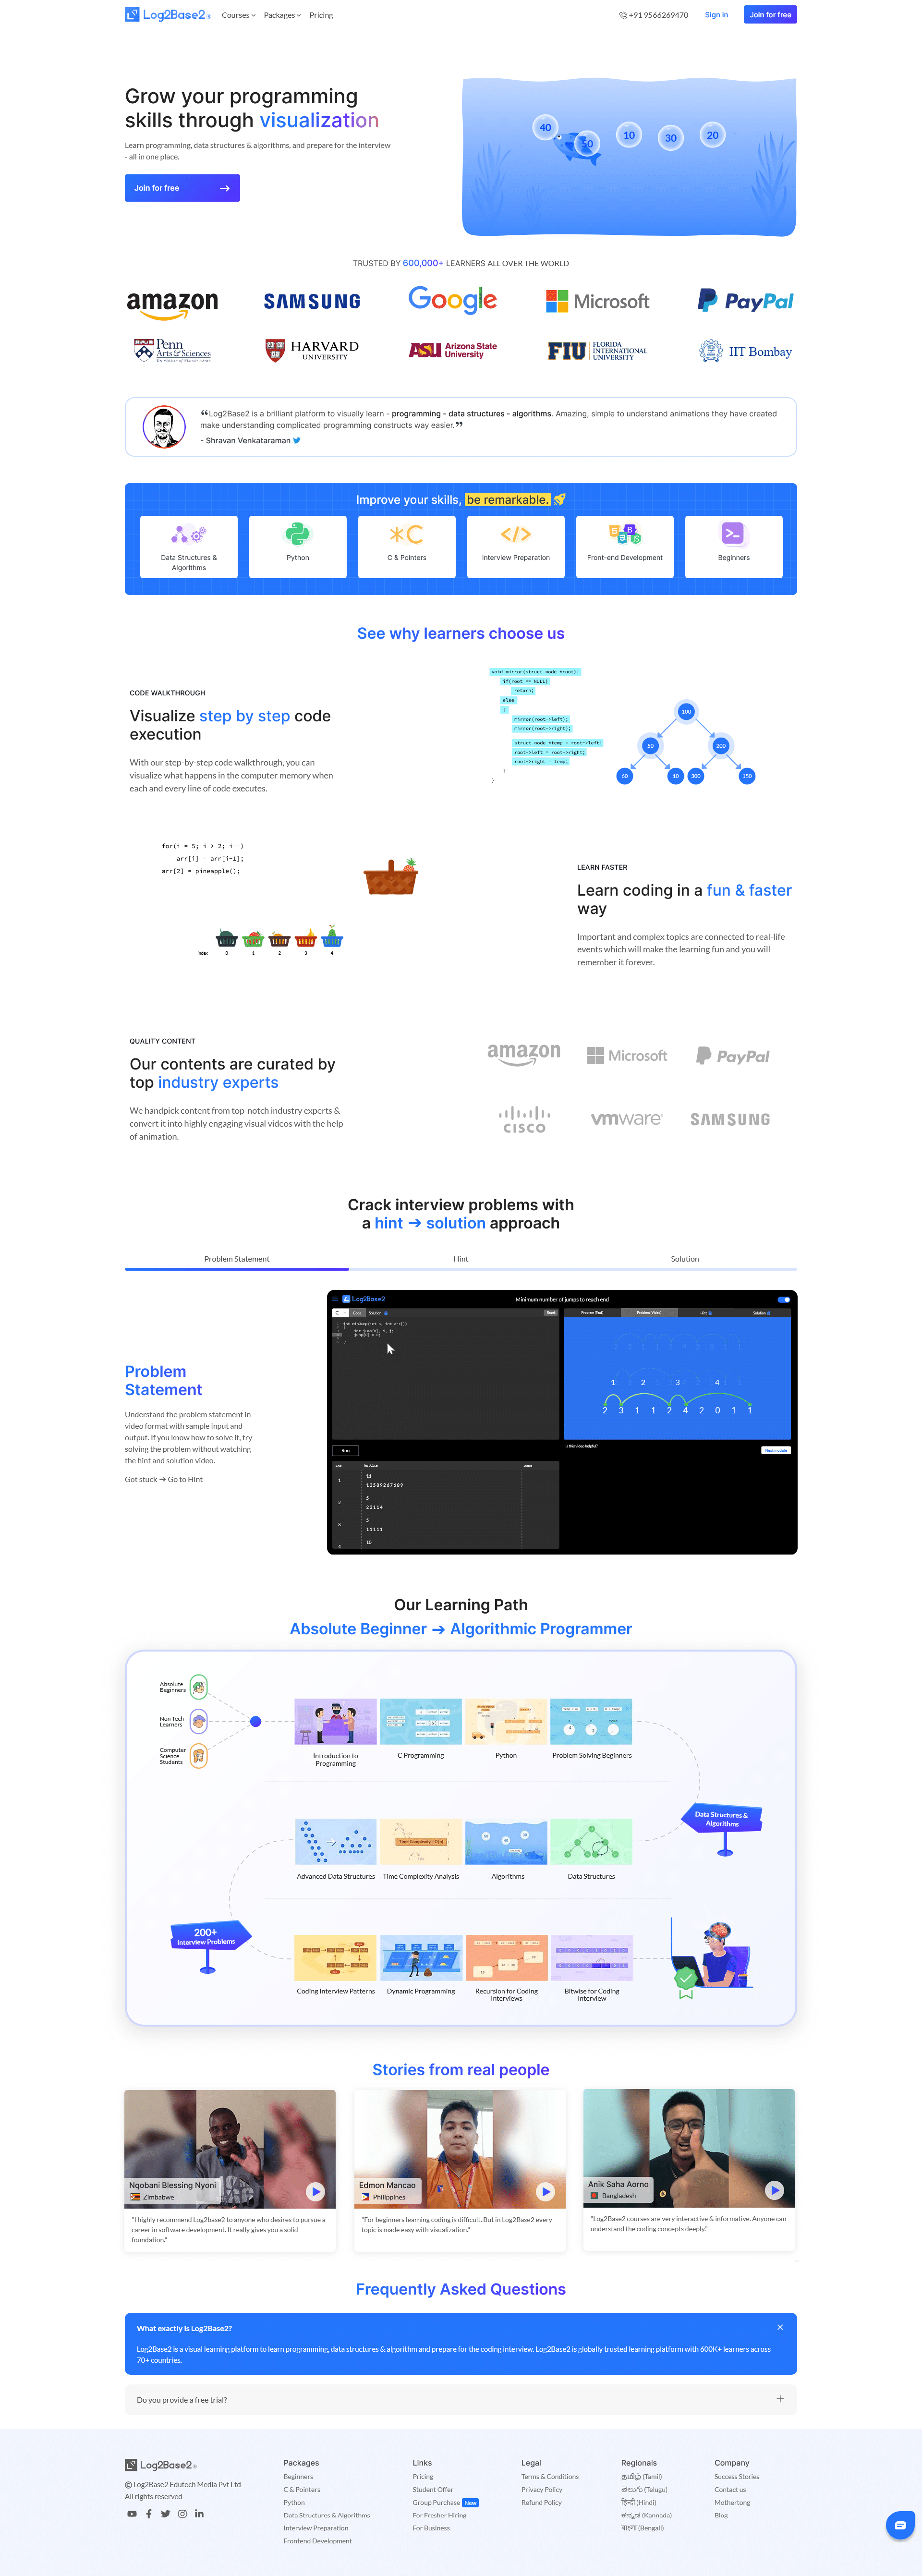 Log2Base2®
Courses
Packages
Pricing
+91 9566269470
Sign in
Join for free
Grow your programming
skills through visualization
Learn programming, data structures & algorithms, and prepare for the interview
- all in one place.
Join for free
40
50
10
30
20
TRUSTED BY 600,000+ LEARNERS ALL OVER THE WORLD
amazon
SAMSUNG
Google
Microsoft
PayPal
Penn
Arts & Sciences
UNIVERSITY OF PENNSYLVANIA
HARVARD
UNIVERSITY
ASU Arizona State
University
FIU
FLORIDA
INTERNATIONAL
UNIVERSITY
IIT Bombay
“Log2Base2 is a brilliant platform to visually learn - programming - data structures - algorithms. Amazing, simple to understand animations they have created
make understanding complicated programming constructs way easier.”
- Shravan Venkataraman
Improve your skills, be remarkable.
Data Structures &
Algorithms
Python
C & Pointers
Interview Preparation
Front-end Development
Beginners
See why learners choose us
CODE WALKTHROUGH
Visualize step by step code
execution
With our step-by-step code walkthrough, you can
visualize what happens in the computer memory when
each and every line of code executes.
void mirror(struct node *root){
if(root == NULL)
return;
else
{
mirror(root->left);
mirror(root->right);
struct node *temp = root->left;
root->left = root->right;
root->right = temp;
}
}
100
50
200
60
10
300
150
for(i = 5; i > 2; i--)
arr[i] = arr[i-1];
arr[2] = pineapple();
Index
0
1
2
3
4
LEARN FASTER
Learn coding in a fun & faster
way
Important and complex topics are connected to real-life
events which will make the learning fun and you will
remember it forever.
QUALITY CONTENT
Our contents are curated by
top industry experts
We handpick content from top-notch industry experts &
convert it into highly engaging visual videos with the help
of animation.
amazon
Microsoft
PayPal
CISCO
vmware
SAMSUNG
Crack interview problems with
a hint ➔ solution approach
Problem Statement
Hint
Solution
Problem
Statement
Understand the problem statement in
video format with sample input and
output. If you know how to solve it, try
solving the problem without watching
the hint and solution video.
Got stuck ➔ Go to Hint
Log2Base2
Minimum number of jumps to reach end
C
Code
Solution
Reset
Problem (Text)
Problem (Video)
Hint
Solution
1 2 3 4
2 3 1 1 2 4 2 0 1 1
Run
Is this video helpful?
Next module
Test Case
1
11
1 3 5 8 9 2 6 7 6 8 9
2
5
2 3 1 1 4
3
5
1 1 1 1 1
4
10
Our Learning Path
Absolute Beginner ➔ Algorithmic Programmer
Absolute
Beginners
Non Tech
Learners
Computer
Science
Students
Introduction to
Programming
C Programming
Python
Problem Solving Beginners
Data Structures &
Algorithms
Time Complexity - O(n)
Advanced Data Structures
Time Complexity Analysis
Algorithms
Data Structures
200+
Interview Problems
Coding Interview Patterns
Dynamic Programming
Recursion for Coding
Interviews
Bitwise for Coding
Interview
Stories from real people
Nqobani Blessing Nyoni
Zimbabwe
"I highly recommend Log2base2 to anyone who desires to pursue a
career in software development. It really gives you a solid
foundation."
Edmon Mancao
Philippines
"For beginners learning coding is difficult. But in Log2Base2 every
topic is made easy with visualization."
Anik Saha Aorno
Bangladesh
"Log2Base2 courses are very interactive & informative. Anyone can
understand the coding concepts deeply."
Frequently Asked Questions
What exactly is Log2Base2?
Log2Base2 is a visual learning platform to learn programming, data structures & algorithm and prepare for the coding interview. Log2Base2 is globally trusted learning platform with 600K+ learners across
70+ countries.
Do you provide a free trial?
Log2Base2®
© Log2Base2 Edutech Media Pvt Ltd
All rights reserved
Packages
Beginners
C & Pointers
Python
Data Structures & Algorithms
Interview Preparation
Frontend Development
Links
Pricing
Student Offer
Group Purchase New
For Fresher Hiring
For Business
Legal
Terms & Conditions
Privacy Policy
Refund Policy
Regionals
தமிழ் (Tamil)
తెలుగు (Telugu)
हिन्दी (Hindi)
ಕನ್ನಡ (Kannada)
বাংলা (Bengali)
Company
Success Stories
Contact us
Mothertong
Blog